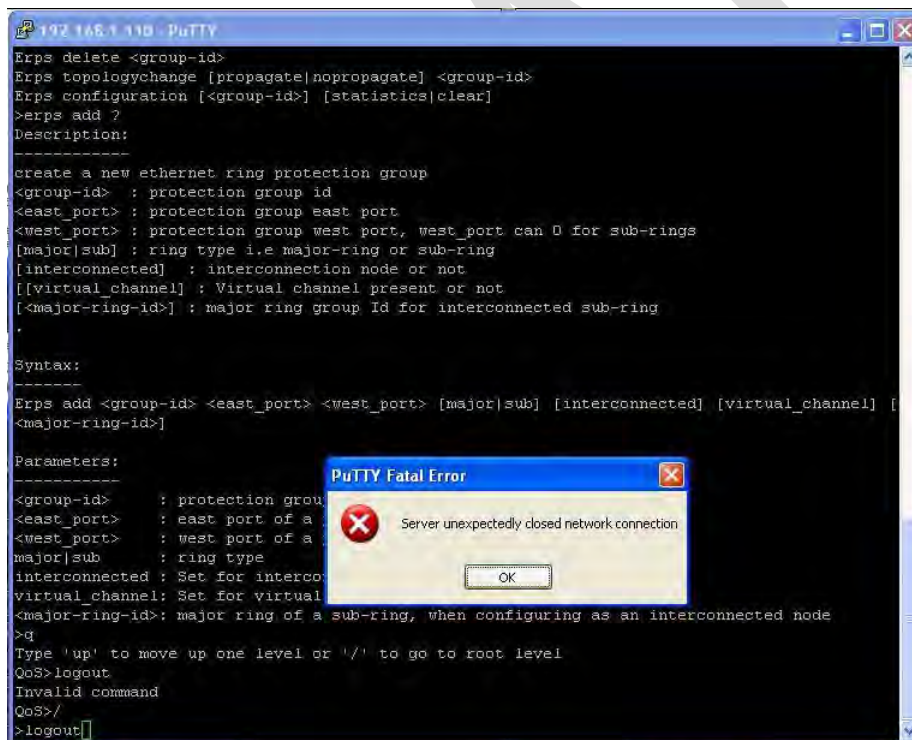 192.168.1.110 - PuTTY
Erps delete <group-id>
Erps topologychange [propagate|nopropagate] <group-id>
Erps configuration [<group-id>] [statistics|clear]
>erps add ?
Description:
------------
create a new ethernet ring protection group
<group-id> : protection group id
<east_port> : protection group east port
<west_port> : protection group west port, west_port can 0 for sub-rings
[major|sub] : ring type i.e major-ring or sub-ring
[interconnected] : interconnection node or not
[[virtual_channel] : Virtual channel present or not
[<major-ring-id>] : major ring group Id for interconnected sub-ring
.
Syntax:
-------
Erps add <group-id> <east_port> <west_port> [major|sub] [interconnected] [virtual_channel] [
<major-ring-id>]
Parameters:
-----------
<group-id> : protection grou
<east_port> : east port of a
<west_port> : west port of a
major|sub : ring type
interconnected : Set for interco
virtual_channel: Set for virtual
<major-ring-id>: major ring of a sub-ring, when configuring as an interconnected node
>q
Type 'up' to move up one level or '/' to go to root level
QoS>logout
Invalid command
QoS>/
>logout
PuTTY Fatal Error
Server unexpectedly closed network connection
OK